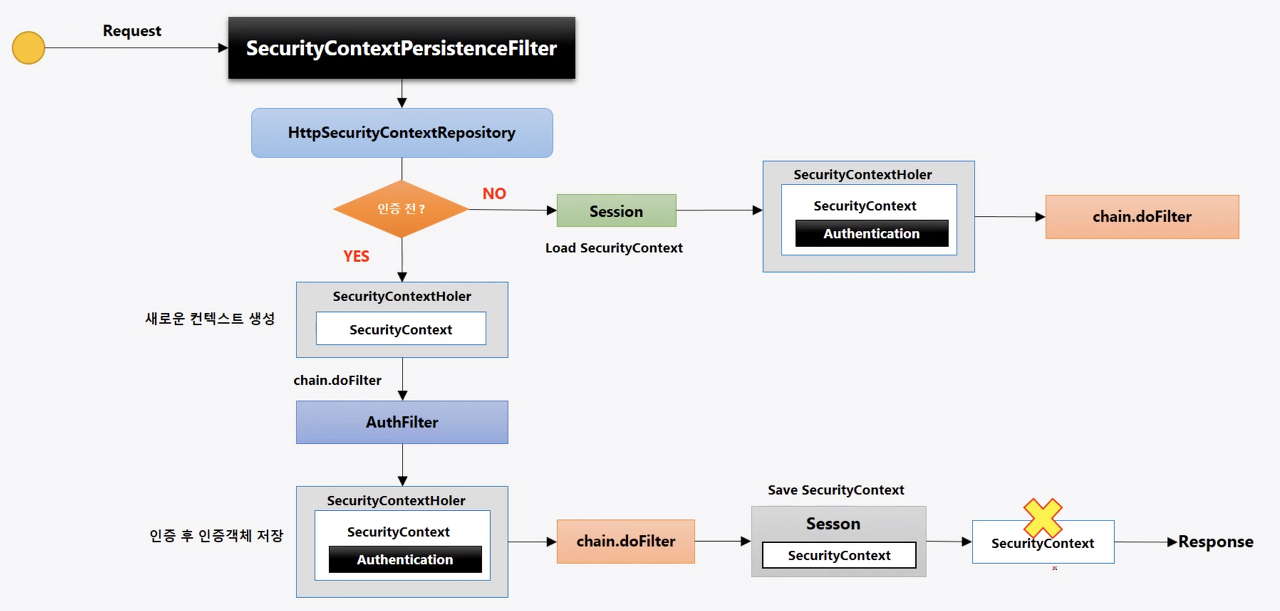 Request
SecurityContextPersistenceFilter
HttpSecurityContextRepository
인증 전 ?
NO
Session
Load SecurityContext
SecurityContextHoler
SecurityContext
Authentication
chain.doFilter
YES
새로운 컨텍스트 생성
SecurityContextHoler
SecurityContext
chain.doFilter
AuthFilter
인증 후 인증객체 저장
SecurityContextHoler
SecurityContext
Authentication
chain.doFilter
Save SecurityContext
Sesson
SecurityContext
SecurityContext
Response